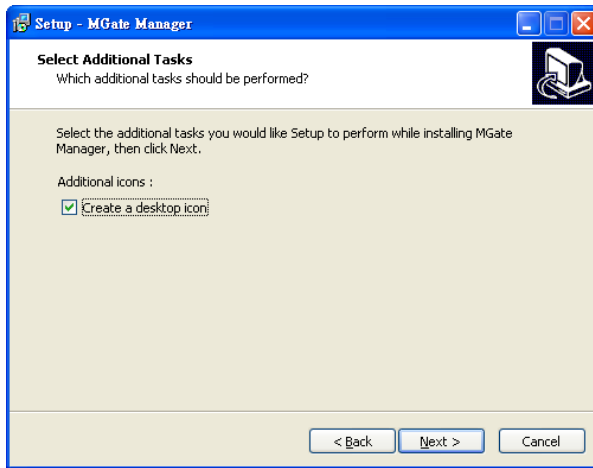 Setup - MGate Manager
Select Additional Tasks
Which additional tasks should be performed?
Select the additional tasks you would like Setup to perform while installing MGate
Manager, then click Next.
Additional icons :
Create a desktop icon
< Back
Next >
Cancel